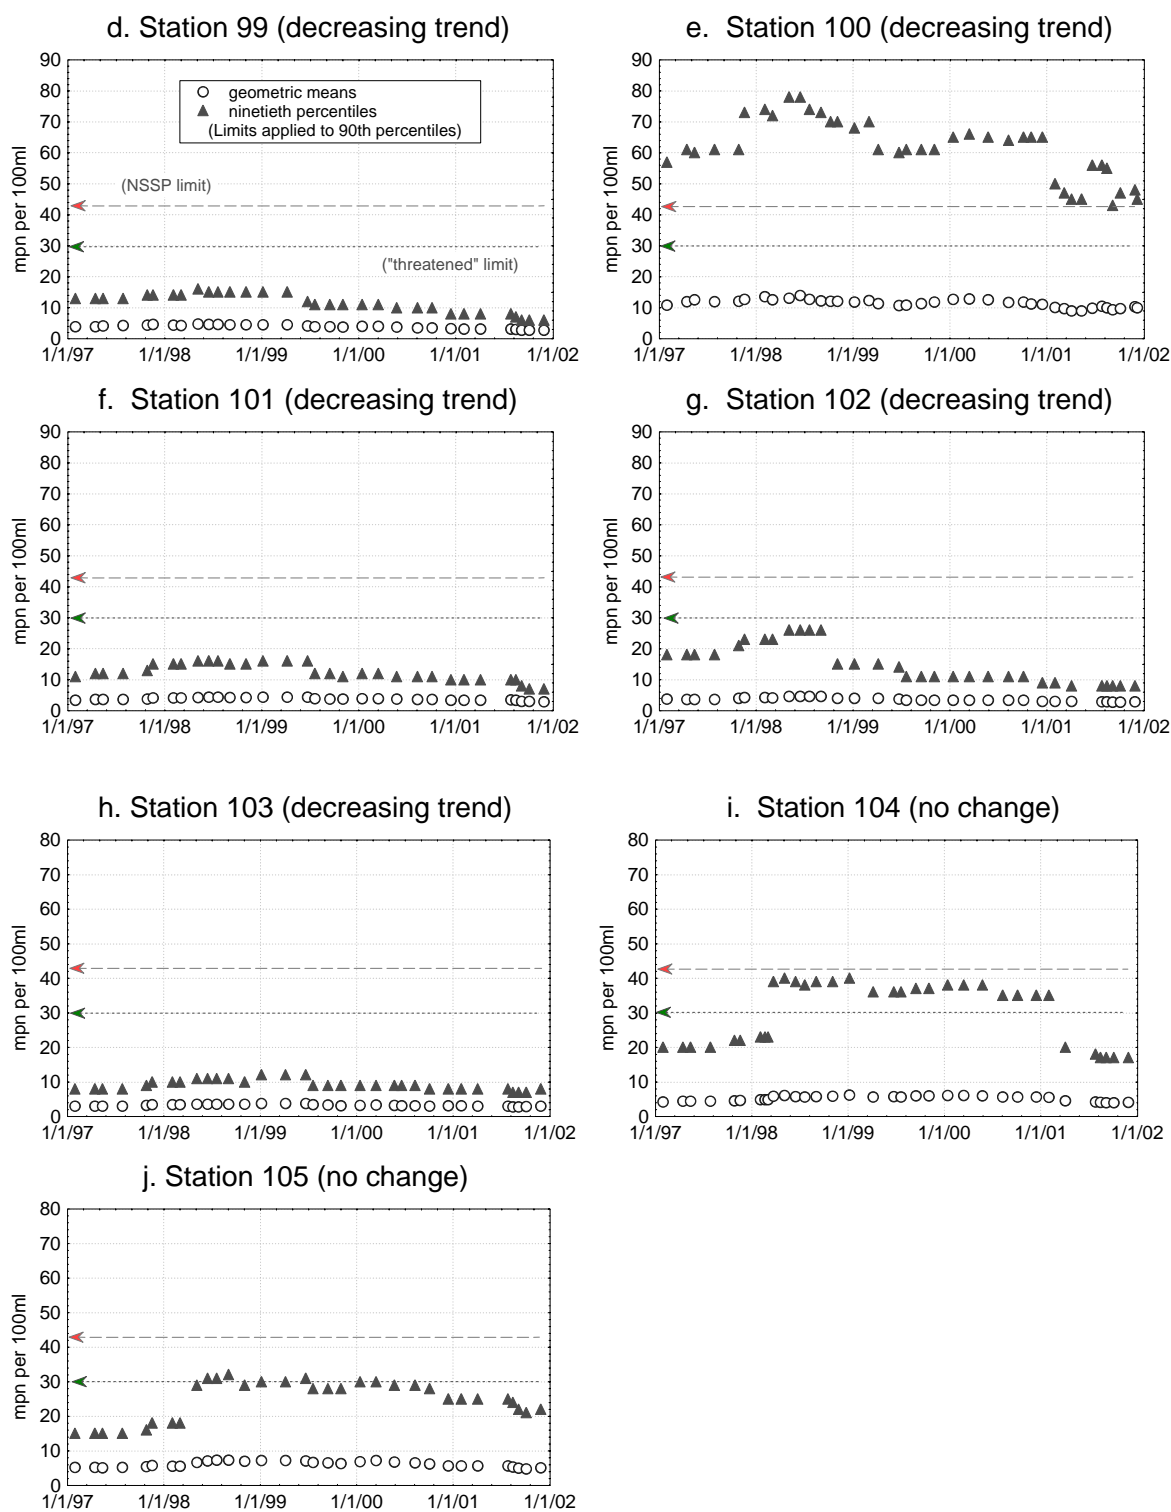 d. Station 99 (decreasing trend)
90
80
70
60
50
40
30
20
10
0
mpn per 100ml
geometric means
ninetieth percentiles
(Limits applied to 90th percentiles)
(NSSP limit)
("threatened" limit)
1/1/97 1/1/98 1/1/99 1/1/00 1/1/01 1/1/02
e. Station 100 (decreasing trend)
90
80
70
60
50
40
30
20
10
0
mpn per 100ml
1/1/97 1/1/98 1/1/99 1/1/00 1/1/01 1/1/02
f. Station 101 (decreasing trend)
90
80
70
60
50
40
30
20
10
0
mpn per 100ml
1/1/97 1/1/98 1/1/99 1/1/00 1/1/01 1/1/02
g. Station 102 (decreasing trend)
90
80
70
60
50
40
30
20
10
0
mpn per 100ml
1/1/97 1/1/98 1/1/99 1/1/00 1/1/01 1/1/02
h. Station 103 (decreasing trend)
80
70
60
50
40
30
20
10
0
mpn per 100ml
1/1/97 1/1/98 1/1/99 1/1/00 1/1/01 1/1/02
i. Station 104 (no change)
80
70
60
50
40
30
20
10
0
mpn per 100ml
1/1/97 1/1/98 1/1/99 1/1/00 1/1/01 1/1/02
j. Station 105 (no change)
80
70
60
50
40
30
20
10
0
mpn per 100ml
1/1/97 1/1/98 1/1/99 1/1/00 1/1/01 1/1/02